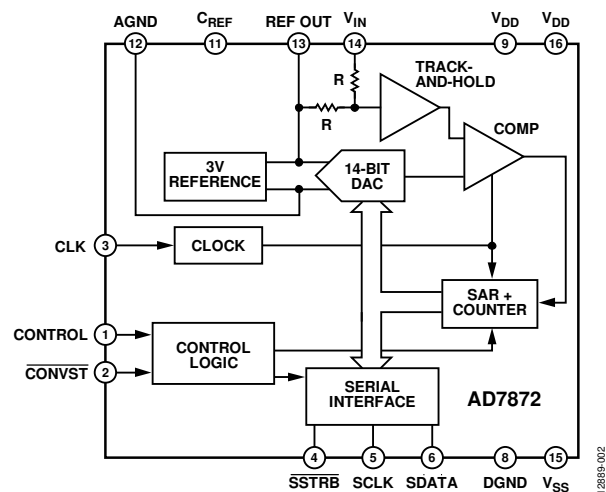 AGND
CREF
REF OUT
VIN
VDD
VDD
12
11
13
14
9
16
R
TRACK-
AND-HOLD
R
COMP
3V
REFERENCE
14-BIT
DAC
CLK
3
CLOCK
SAR +
COUNTER
CONTROL
1
CONTROL
LOGIC
CONVST
2
SERIAL
INTERFACE
AD7872
4
5
6
8
15
SSTRB
SCLK
SDATA
DGND
VSS
12889-002